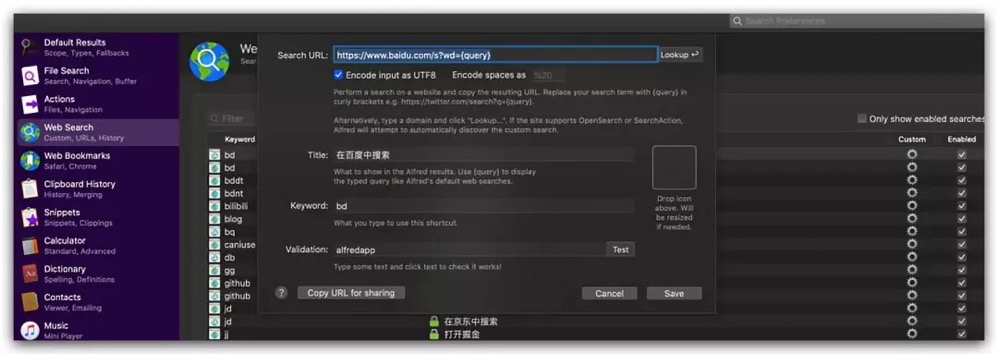 Search Preferences
Default Results
Scope, Types, Fallbacks
File Search
Search, Navigation, Buffer
Actions
Files, Navigation
Web Search
Custom, URLs, History
Web Bookmarks
Safari, Chrome
Clipboard History
History, Merging
Snippets
Snippets, Clippings
Calculator
Standard, Advanced
Dictionary
Spelling, Definitions
Contacts
Viewer, Emailing
Music
Mini Player
Search URL: https://www.baidu.com/s?wd={query} Lookup ↩
Encode input as UTF8 Encode spaces as %20
Perform a search on a website and copy the resulting URL. Replace your search term with {query} in
curly brackets e.g. https://twitter.com/search?q={query}.
Alternatively, type a domain and click "Lookup...". If the site supports OpenSearch or SearchAction,
Alfred will attempt to automatically discover the custom search.
Title: 在百度中搜索
What to show in the Alfred results. Use {query} to display
the typed query like Alfred's default web searches.
Drop icon
above. Will
be resized
if needed.
Keyword: bd
What you type to use this shortcut.
Validation: alfredapp Test
Type some text and click test to check it works!
? Copy URL for sharing Cancel Save
Filter
Only show enabled searches
Keyword Custom Enabled
bd
bd
bddt
bdnt
bilibili
blog
bq
caniuse
db
gg
github
github
jd
jd 在京东中搜索
jj 打开掘金